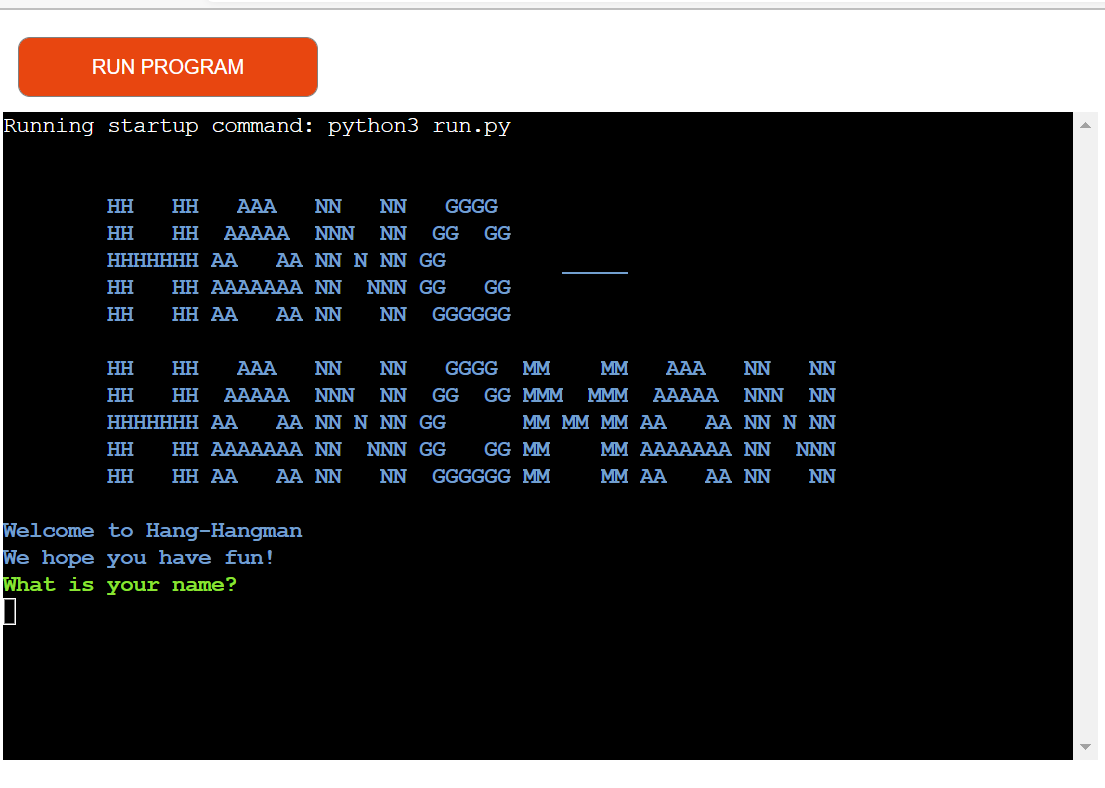 RUN PROGRAM
Running startup command: python3 run.py
        HH   HH   AAA   NN   NN   GGGG
        HH   HH  AAAAA  NNN  NN  GG  GG
        HHHHHHH AA   AA NN N NN GG         _____
        HH   HH AAAAAAA NN  NNN GG   GG
        HH   HH AA   AA NN   NN  GGGGGG
        HH   HH   AAA   NN   NN   GGGG  MM    MM   AAA   NN   NN
        HH   HH  AAAAA  NNN  NN  GG  GG MMM  MMM  AAAAA  NNN  NN
        HHHHHHH AA   AA NN N NN GG      MM MM MM AA   AA NN N NN
        HH   HH AAAAAAA NN  NNN GG   GG MM    MM AAAAAAA NN  NNN
        HH   HH AA   AA NN   NN  GGGGGG MM    MM AA   AA NN   NN
Welcome to Hang-Hangman
We hope you have fun!
What is your name?